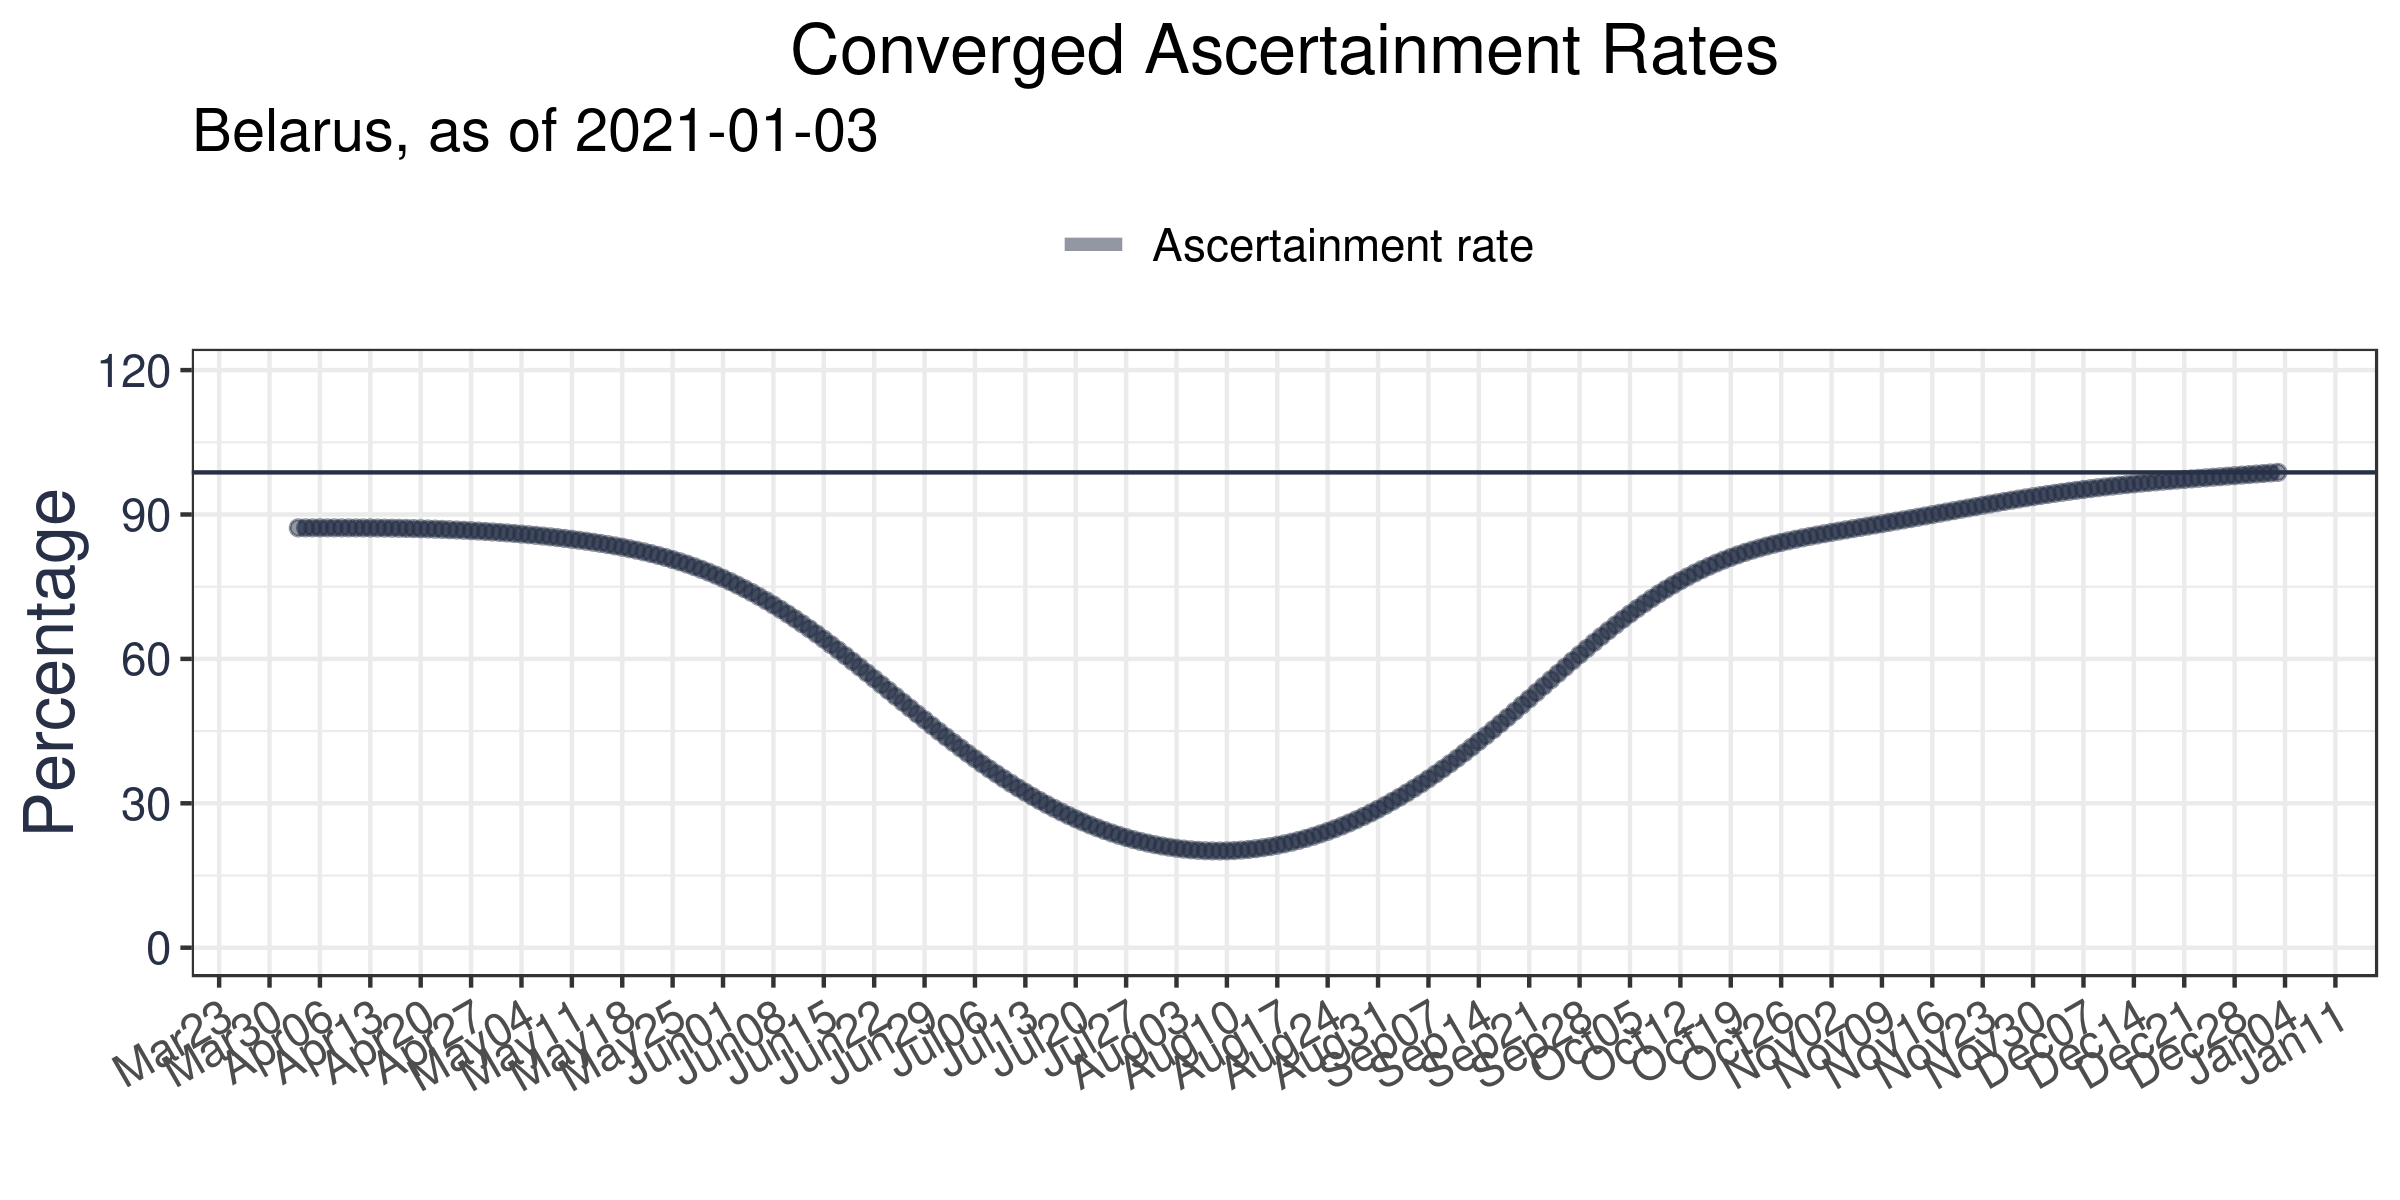 Converged Ascertainment Rates
Belarus, as of 2021-01-03
Ascertainment rate
Percentage
120
90
60
30
0
Mar23
Mar30
Apr06
Apr13
Apr20
Apr27
May04
May11
May18
May25
Jun01
Jun08
Jun15
Jun22
Jun29
Jul06
Jul13
Jul20
Jul27
Aug03
Aug10
Aug17
Aug24
Aug31
Sep07
Sep14
Sep21
Sep28
Oct05
Oct12
Oct19
Oct26
Nov02
Nov09
Nov16
Nov23
Nov30
Dec07
Dec14
Dec21
Dec28
Jan04
Jan11